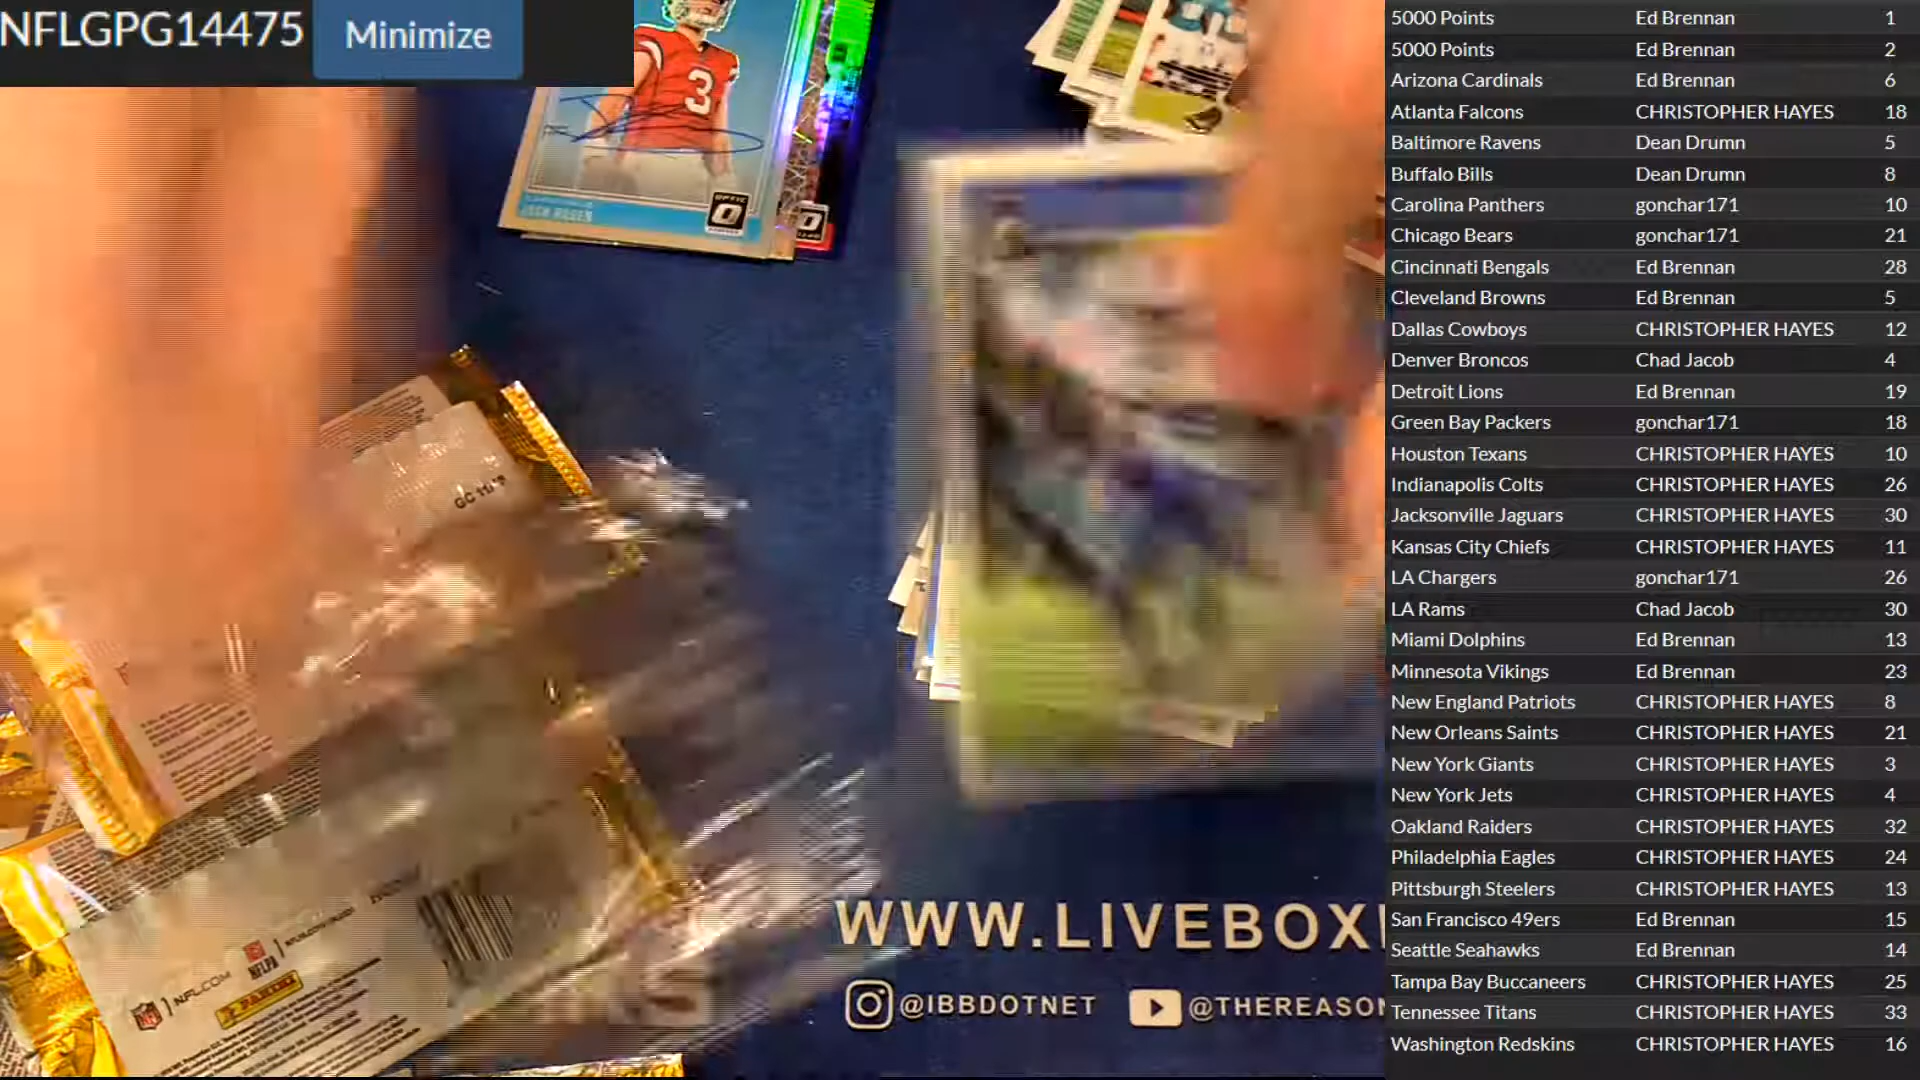 NFLGPG14475
Minimize
3
JOSH ROSEN
OPTIC
NFL.COM
NFLPA
PANINI
WWW.LIVEBOX
@IBBDOTNET
@THEREASON
5000 Points Ed Brennan 1
5000 Points Ed Brennan 2
Arizona Cardinals Ed Brennan 6
Atlanta Falcons CHRISTOPHER HAYES 18
Baltimore Ravens Dean Drumn 5
Buffalo Bills Dean Drumn 8
Carolina Panthers gonchar171 10
Chicago Bears gonchar171 21
Cincinnati Bengals Ed Brennan 28
Cleveland Browns Ed Brennan 5
Dallas Cowboys CHRISTOPHER HAYES 12
Denver Broncos Chad Jacob 4
Detroit Lions Ed Brennan 19
Green Bay Packers gonchar171 18
Houston Texans CHRISTOPHER HAYES 10
Indianapolis Colts CHRISTOPHER HAYES 26
Jacksonville Jaguars CHRISTOPHER HAYES 30
Kansas City Chiefs CHRISTOPHER HAYES 11
LA Chargers gonchar171 26
LA Rams Chad Jacob 30
Miami Dolphins Ed Brennan 13
Minnesota Vikings Ed Brennan 23
New England Patriots CHRISTOPHER HAYES 8
New Orleans Saints CHRISTOPHER HAYES 21
New York Giants CHRISTOPHER HAYES 3
New York Jets CHRISTOPHER HAYES 4
Oakland Raiders CHRISTOPHER HAYES 32
Philadelphia Eagles CHRISTOPHER HAYES 24
Pittsburgh Steelers CHRISTOPHER HAYES 13
San Francisco 49ers Ed Brennan 15
Seattle Seahawks Ed Brennan 14
Tampa Bay Buccaneers CHRISTOPHER HAYES 25
Tennessee Titans CHRISTOPHER HAYES 33
Washington Redskins CHRISTOPHER HAYES 16